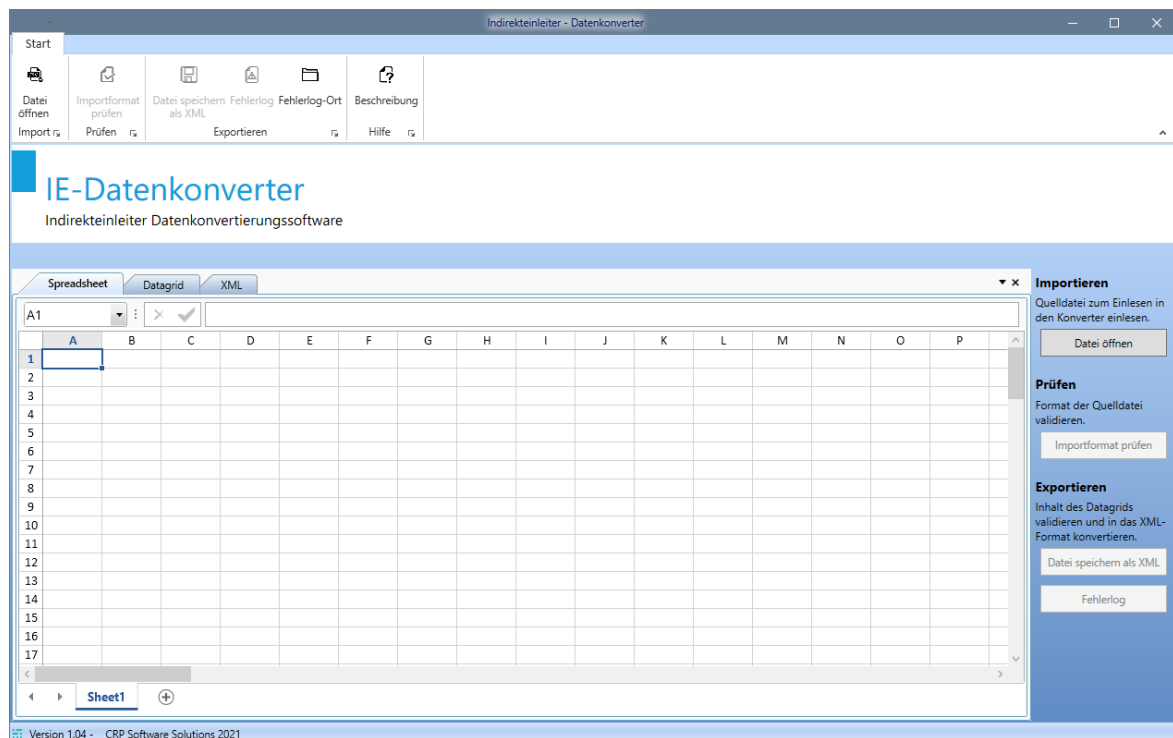 Indirekteinleiter - Datenkonverter
Start
Datei öffnen
Importformat prüfen
Datei speichern als XML
Fehlerlog
Fehlerlog-Ort
Beschreibung
Import
Prüfen
Exportieren
Hilfe
IE-Datenkonverter
Indirekteinleiter Datenkonvertierungssoftware
Spreadsheet Datagrid XML
A1
A B C D E F G H I J K L M N O P
1
2
3
4
5
6
7
8
9
10
11
12
13
14
15
16
17
Sheet1
Importieren
Quelldatei zum Einlesen in
den Konverter einlesen.
Datei öffnen
Prüfen
Format der Quelldatei
validieren.
Importformat prüfen
Exportieren
Inhalt des Datagrids
validieren und in das XML-
Format konvertieren.
Datei speichern als XML
Fehlerlog
Version 1.04 - CRP Software Solutions 2021